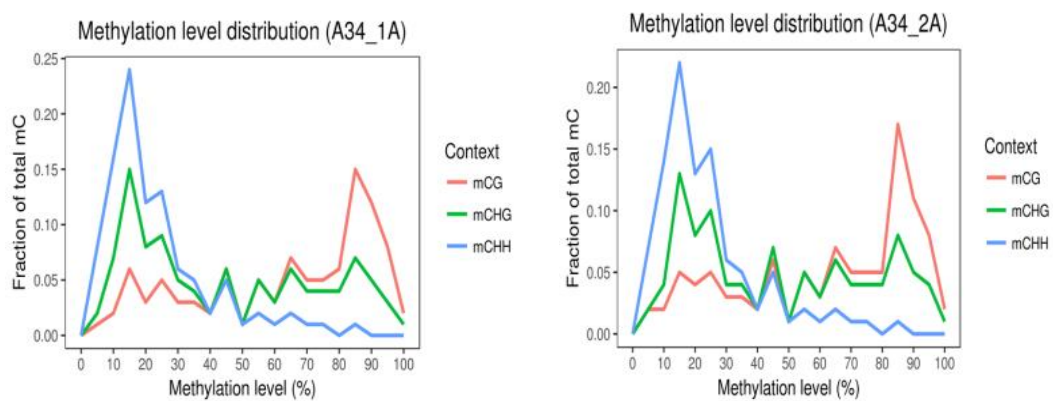 Methylation level distribution (A34_1A)
0.25
0.20
0.15
0.10
0.05
0.00
Fraction of total mC
0 10 20 30 40 50 60 70 80 90 100
Methylation level (%)
Context
mCG
mCHG
mCHH
Methylation level distribution (A34_2A)
0.20
0.15
0.10
0.05
0.00
Fraction of total mC
0 10 20 30 40 50 60 70 80 90 100
Methylation level (%)
Context
mCG
mCHG
mCHH